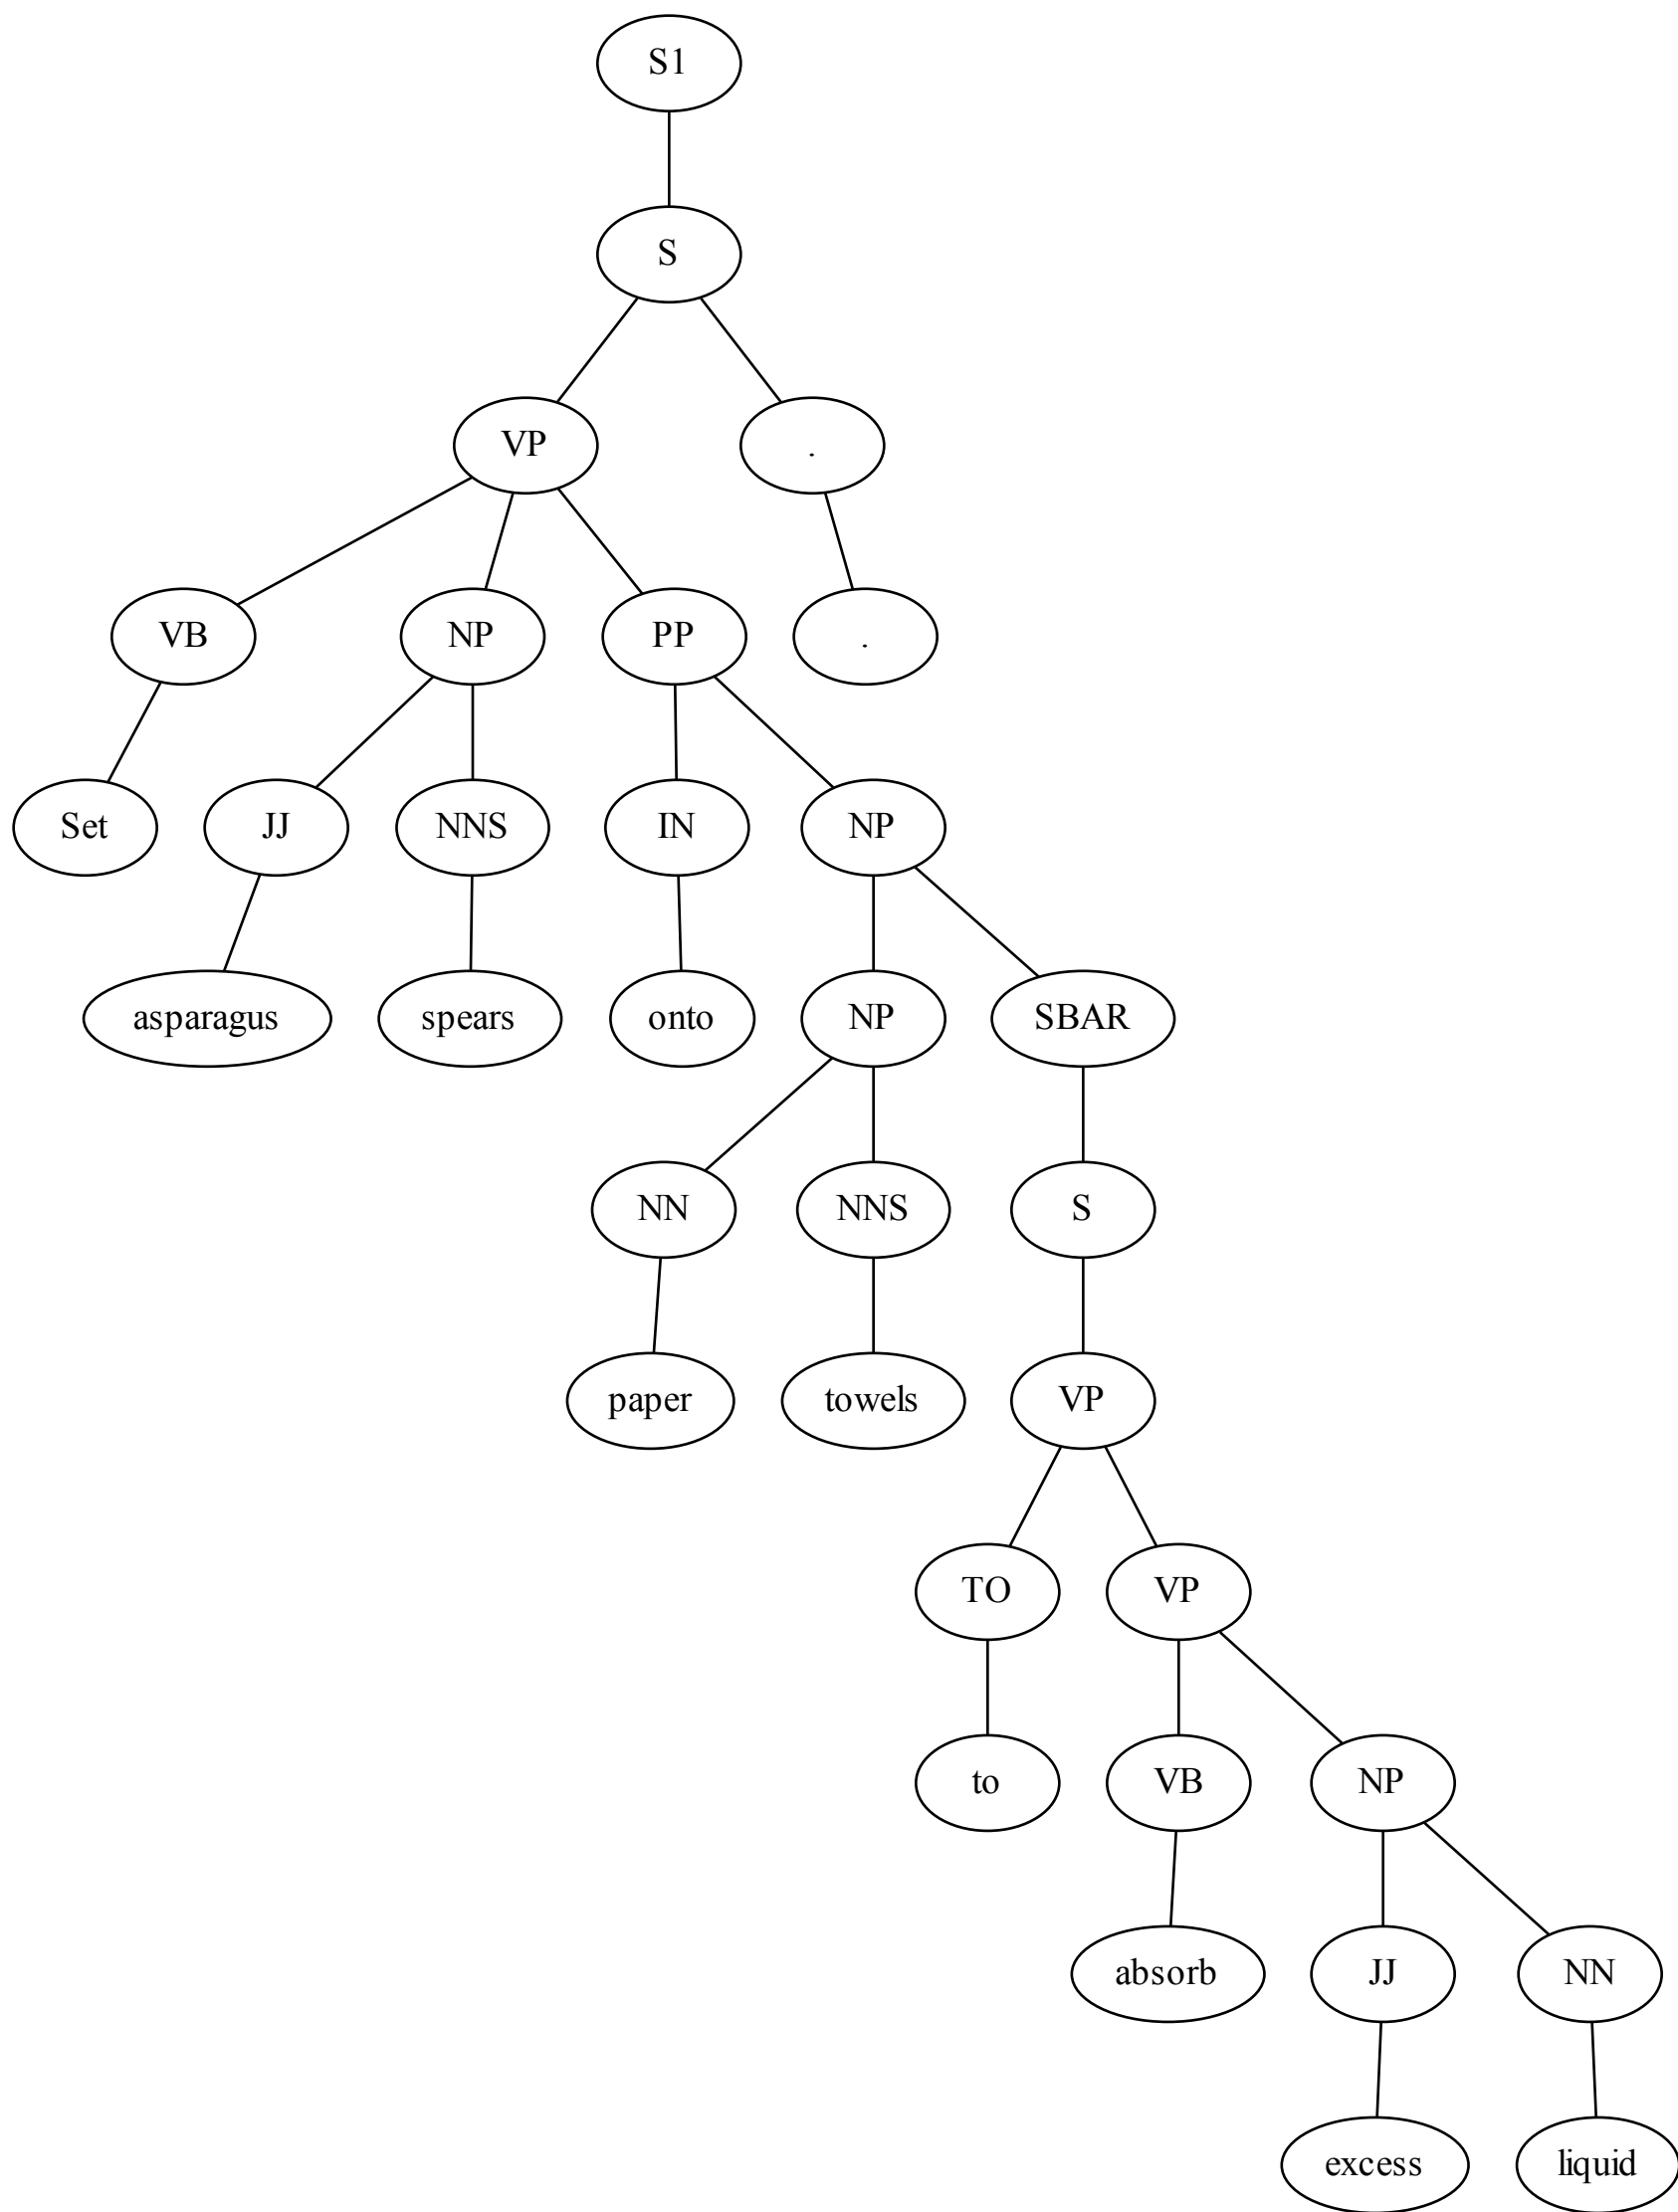 S1
S
VP .
VB NP PP .
Set JJ NNS IN NP
asparagus spears onto NP SBAR
NN NNS S
paper towels VP
TO VP
to VB NP
absorb JJ NN
excess liquid